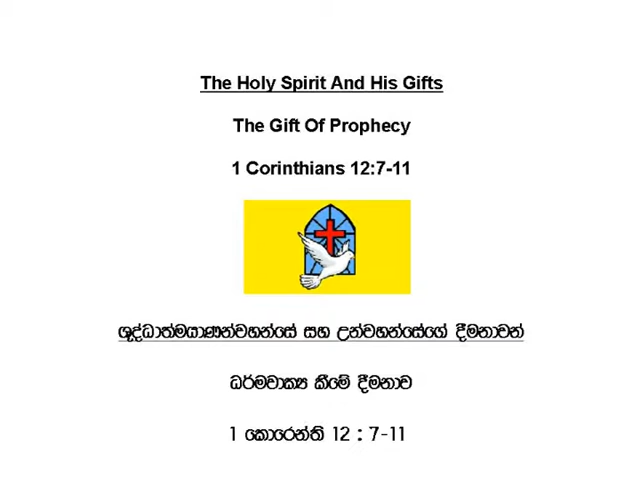 The Holy Spirit And His Gifts
The Gift Of Prophecy
1 Corinthians 12:7-11
ශුද්ධාත්මයාණන්වහන්සේ සහ උන්වහන්සේගේ දීමනාවන්
ධර්මවාක්‍ය කීමේ දීමනාව
1 කොරෙන්ති 12 : 7-11